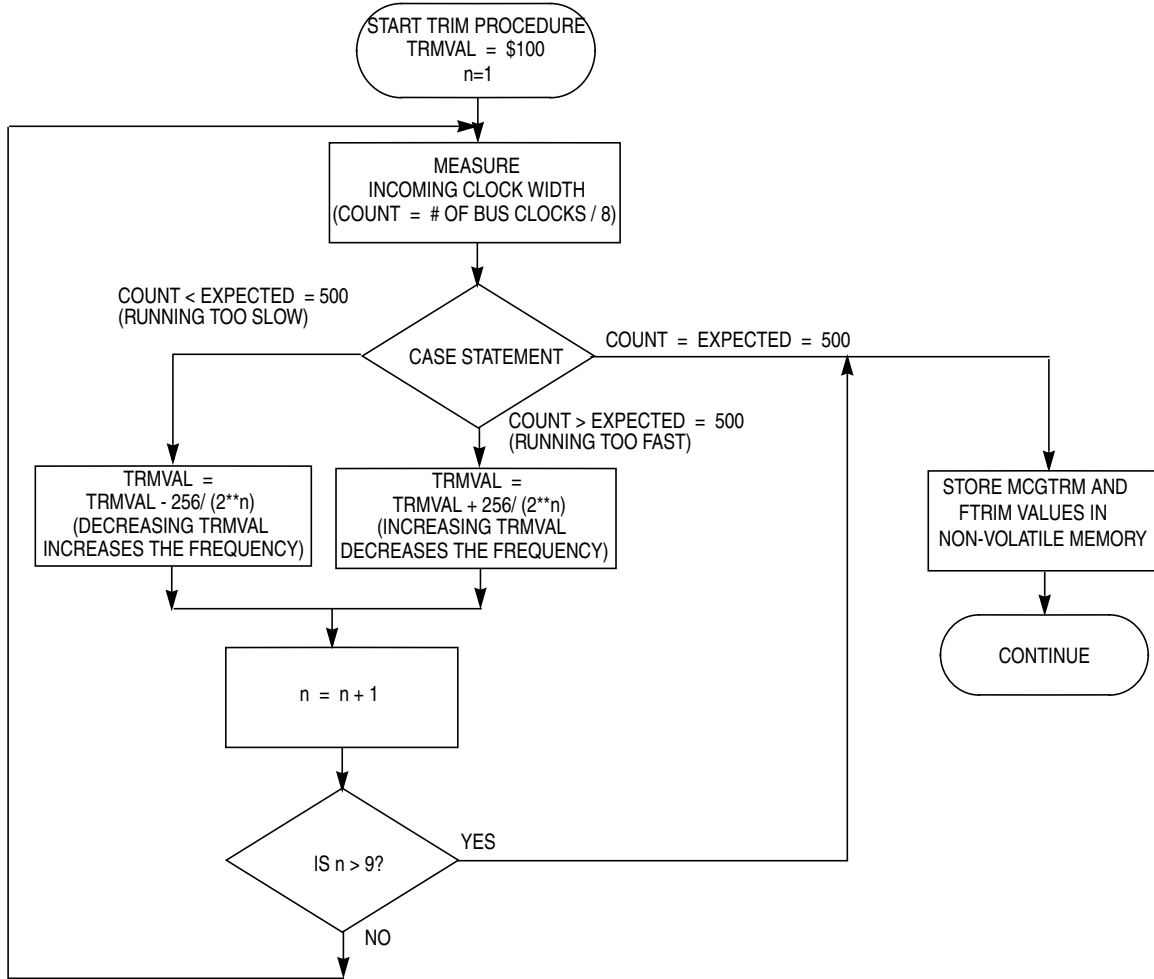 START TRIM PROCEDURE
TRMVAL = $100
n=1
MEASURE
INCOMING CLOCK WIDTH
(COUNT = # OF BUS CLOCKS / 8)
COUNT < EXPECTED = 500
(RUNNING TOO SLOW)
CASE STATEMENT
COUNT = EXPECTED = 500
COUNT > EXPECTED = 500
(RUNNING TOO FAST)
TRMVAL =
TRMVAL - 256/ (2**n)
(DECREASING TRMVAL
INCREASES THE FREQUENCY)
TRMVAL =
TRMVAL + 256/ (2**n)
(INCREASING TRMVAL
DECREASES THE FREQUENCY)
STORE MCGTRM AND
FTRIM VALUES IN
NON-VOLATILE MEMORY
CONTINUE
n = n + 1
IS n > 9?
YES
NO